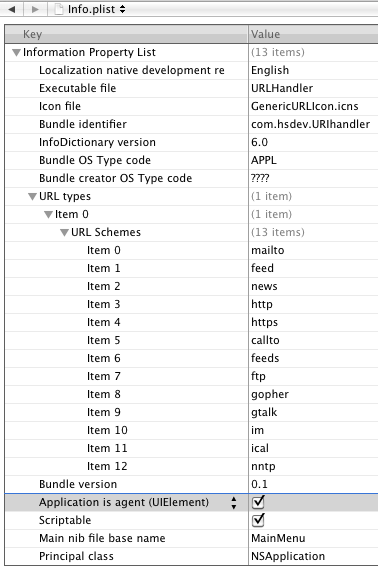 Info.plist
Key Value
Information Property List (13 items)
Localization native development re English
Executable file URLHandler
Icon file GenericURLIcon.icns
Bundle identifier com.hsdev.URIhandler
InfoDictionary version 6.0
Bundle OS Type code APPL
Bundle creator OS Type code ????
URL types (1 item)
Item 0 (1 item)
URL Schemes (13 items)
Item 0 mailto
Item 1 feed
Item 2 news
Item 3 http
Item 4 https
Item 5 callto
Item 6 feeds
Item 7 ftp
Item 8 gopher
Item 9 gtalk
Item 10 im
Item 11 ical
Item 12 nntp
Bundle version 0.1
Application is agent (UIElement)
Scriptable
Main nib file base name MainMenu
Principal class NSApplication